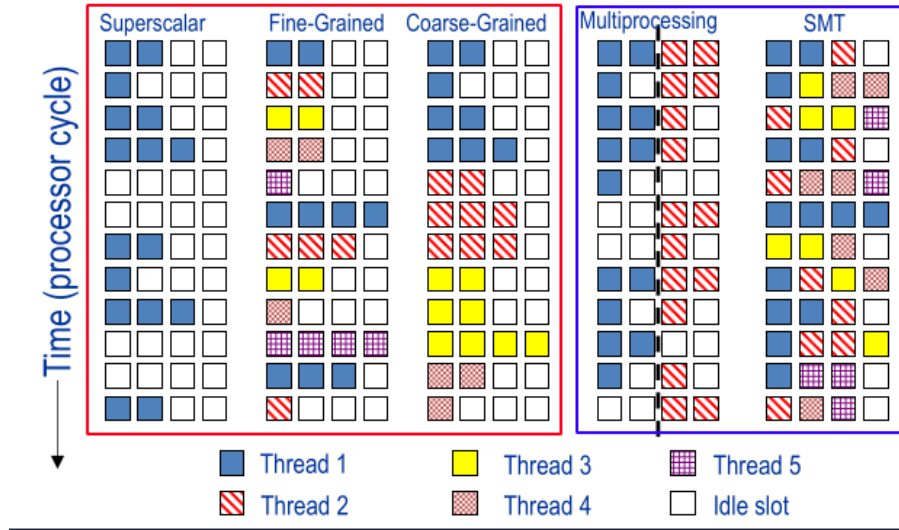 Superscalar Fine-Grained Coarse-Grained Multiprocessing SMT
Time (processor cycle)
Thread 1 Thread 3 Thread 5
Thread 2 Thread 4 Idle slot